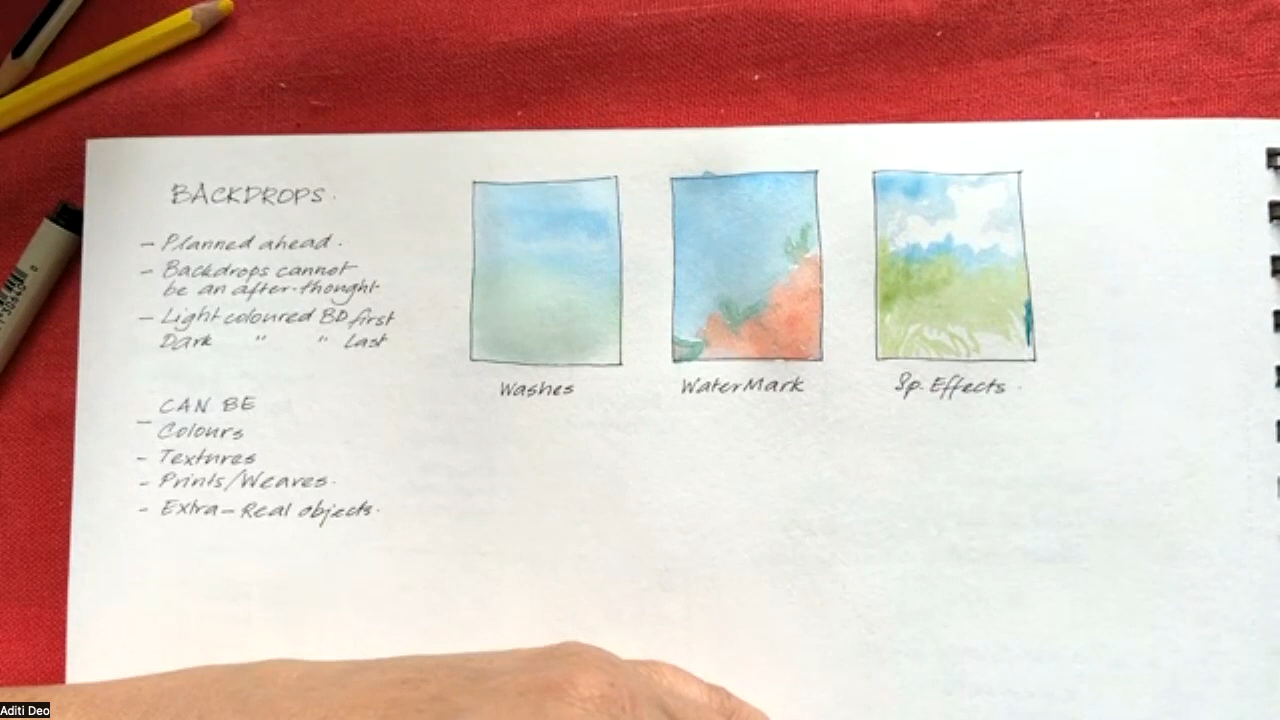 BACKDROPS.
- Planned ahead.
- Backdrops cannot
be an after-thought
- Light coloured BD first
Dark " " Last
CAN BE
- Colours
- Textures
- Prints/Weaves.
- Extra-Real objects.
Washes
WaterMark
Sp. Effects.
Aditi Deo